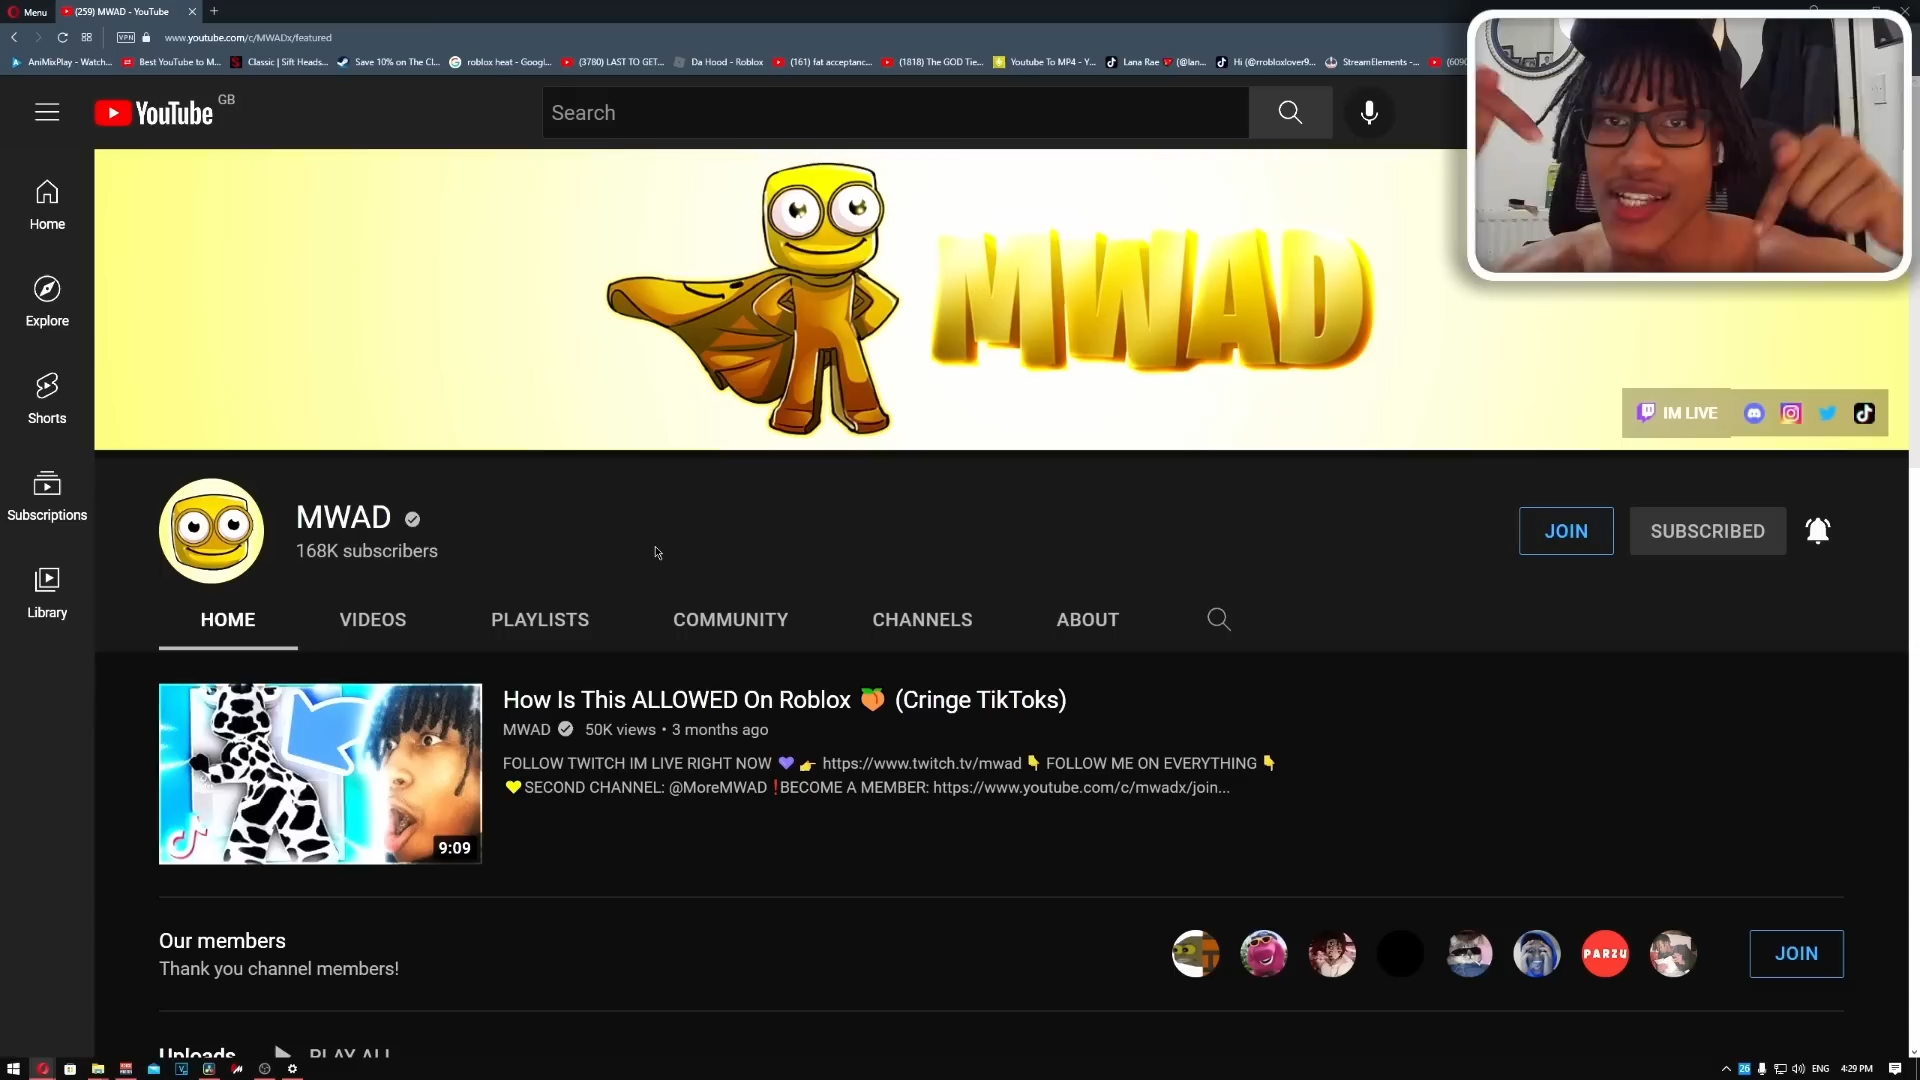 Menu
(259) MWAD - YouTube
VPN
www.youtube.com/c/MWADx/featured
AniMixPlay - Watch...
Best YouTube to M...
Classic | Sift Heads...
Save 10% on The Cl...
roblox heat - Googl...
(3780) LAST TO GET...
Da Hood - Roblox
(161) fat acceptanc...
(1818) The GOD Tie...
Youtube To MP4 - Y...
Lana Rae 🍒 (@lan...
Hi (@rrobloxlover9...
StreamElements -...
YouTube
GB
Search
Home
Explore
Shorts
Subscriptions
Library
MWAD
IM LIVE
MWAD
168K subscribers
JOIN
SUBSCRIBED
HOME
VIDEOS
PLAYLISTS
COMMUNITY
CHANNELS
ABOUT
9:09
How Is This ALLOWED On Roblox 🍑 (Cringe TikToks)
MWAD 50K views • 3 months ago
FOLLOW TWITCH IM LIVE RIGHT NOW 💜 👉 https://www.twitch.tv/mwad 👇 FOLLOW ME ON EVERYTHING 👇
💛 SECOND CHANNEL: @MoreMWAD ❗BECOME A MEMBER: https://www.youtube.com/c/mwadx/join...
Our members
Thank you channel members!
PARZU
JOIN
Uploads
PLAY ALL
26
ENG
4:29 PM